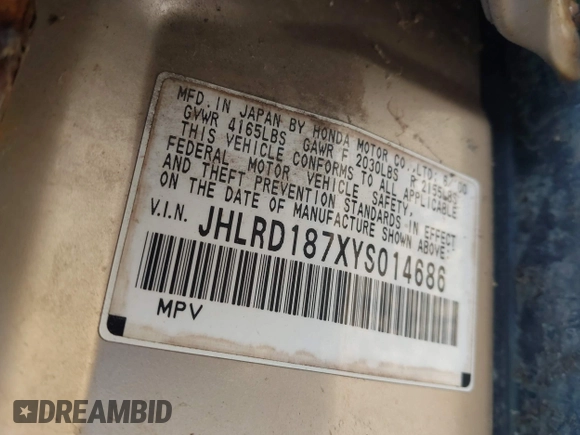 MFD. IN JAPAN BY HONDA MOTOR CO.,LTD.
GVWR 4165LBS GAWR F 2030LBS R 2155LBS
THIS VEHICLE CONFORMS TO ALL APPLICABLE
FEDERAL MOTOR VEHICLE SAFETY,
AND THEFT PREVENTION STANDARDS IN EFFECT
ON THE DATE OF MANUFACTURE SHOWN ABOVE.
V.I.N. JHLRD187XYS014686
MPV
DREAMBID